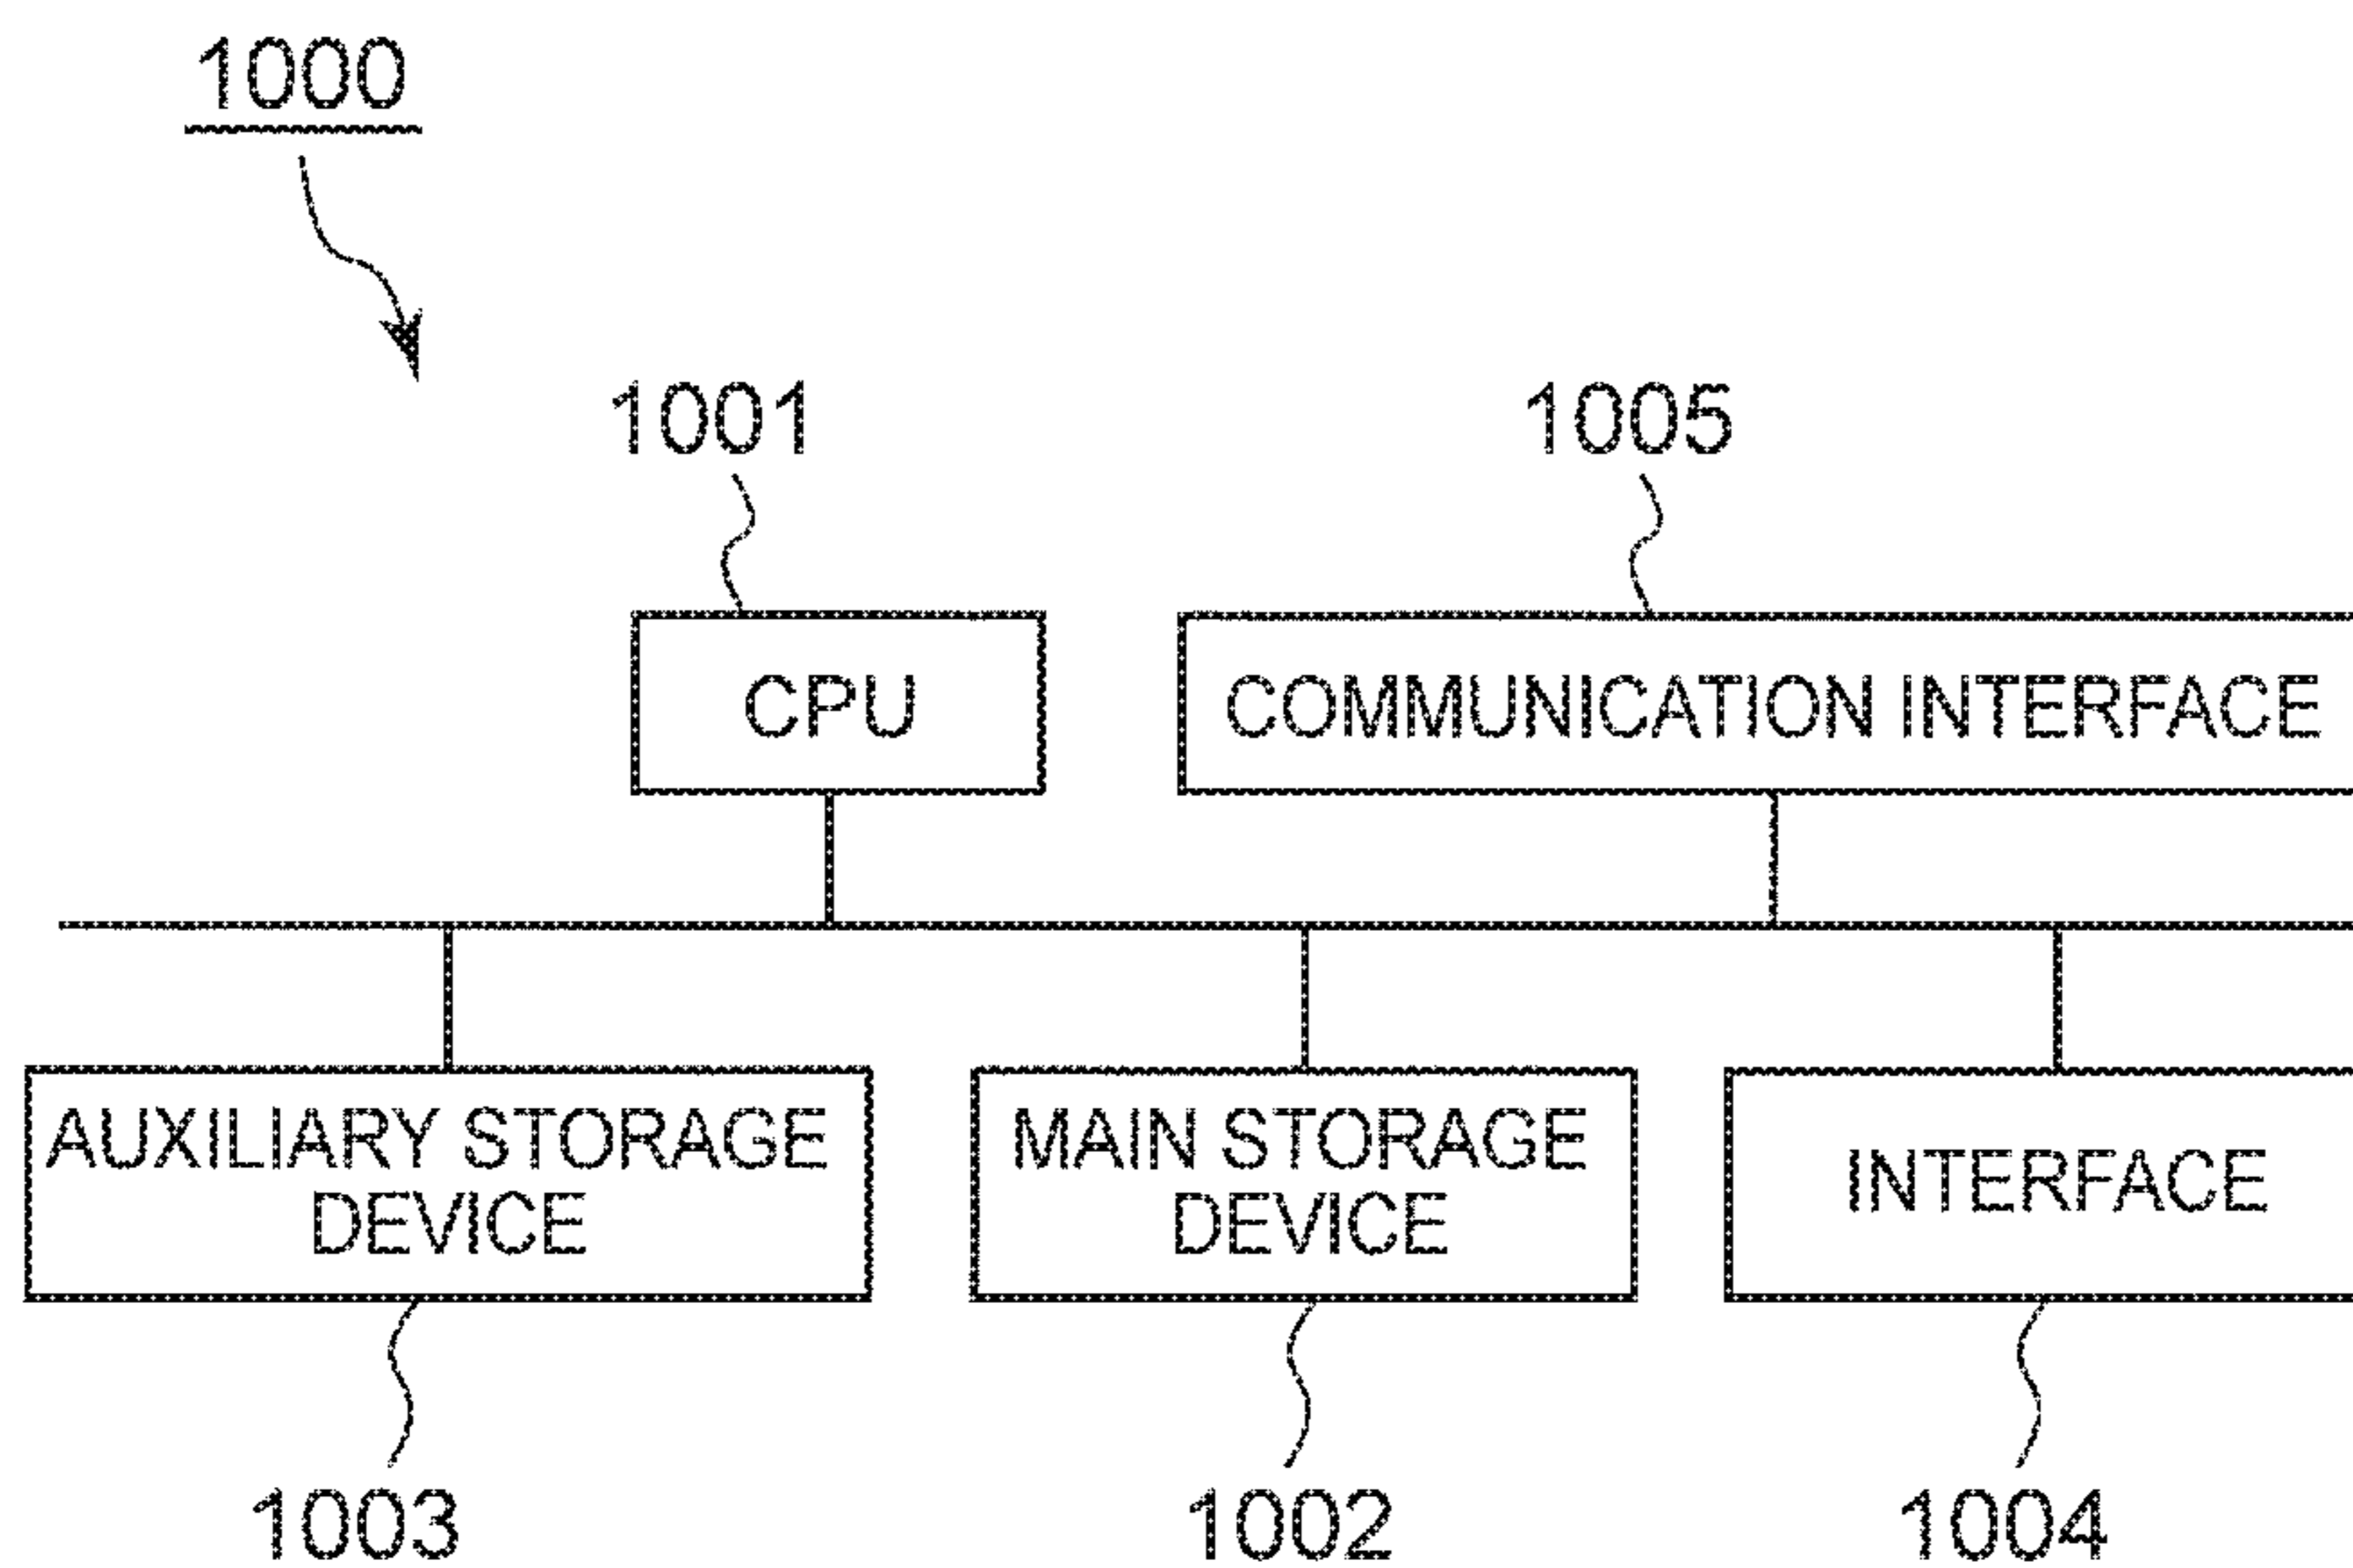 1000
1001
1005
CPU
COMMUNICATION INTERFACE
AUXILIARY STORAGE
DEVICE
MAIN STORAGE
DEVICE
INTERFACE
1003
1002
1004